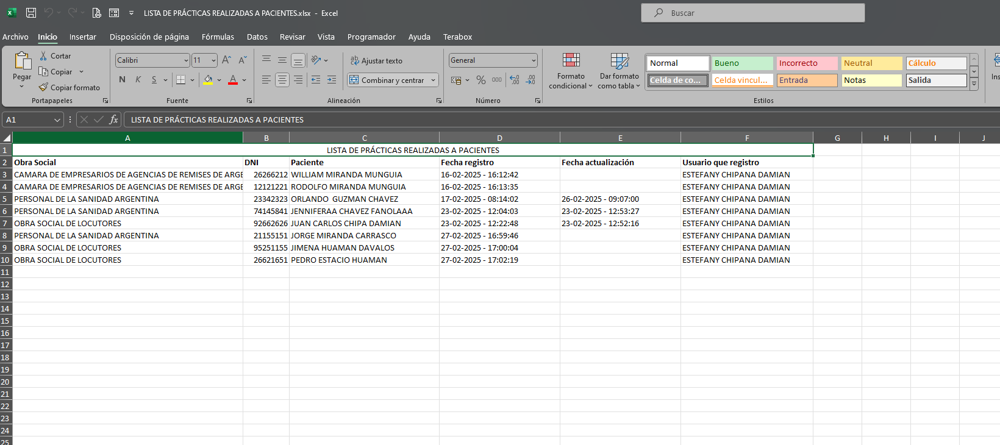 LISTA DE PRÁCTICAS REALIZADAS A PACIENTES.xlsx - Excel
Buscar
Archivo Inicio Insertar Disposición de página Fórmulas Datos Revisar Vista Programador Ayuda Terabox
Pegar
Cortar
Copiar
Copiar formato
Portapapeles
Calibri 11 A A
N K S A
Fuente
ab Ajustar texto
Combinar y centrar
Alineación
General
% 000
Número
Formato condicional
Dar formato como tabla
Normal Bueno Incorrecto Neutral Cálculo
Celda de co... Celda vincul... Entrada Notas Salida
Estilos
Ins
A1 fx LISTA DE PRÁCTICAS REALIZADAS A PACIENTES
A B C D E F G H I J
1 LISTA DE PRÁCTICAS REALIZADAS A PACIENTES
2 Obra Social DNI Paciente Fecha registro Fecha actualización Usuario que registro
3 CAMARA DE EMPRESARIOS DE AGENCIAS DE REMISES DE ARGE 26266212 WILLIAM MIRANDA MUNGUIA 16-02-2025 - 16:12:42 ESTEFANY CHIPANA DAMIAN
4 CAMARA DE EMPRESARIOS DE AGENCIAS DE REMISES DE ARGE 12121221 RODOLFO MIRANDA MUNGUIA 16-02-2025 - 16:13:35 ESTEFANY CHIPANA DAMIAN
5 PERSONAL DE LA SANIDAD ARGENTINA 23342323 ORLANDO  GUZMAN CHAVEZ 17-02-2025 - 08:14:02 26-02-2025 - 09:07:00 ESTEFANY CHIPANA DAMIAN
6 PERSONAL DE LA SANIDAD ARGENTINA 74145841 JENNIFERAA CHAVEZ FANOLAAA 23-02-2025 - 12:04:03 23-02-2025 - 12:53:27 ESTEFANY CHIPANA DAMIAN
7 OBRA SOCIAL DE LOCUTORES 92662626 JUAN CARLOS CHIPA DAMIAN 23-02-2025 - 12:22:48 23-02-2025 - 12:52:16 ESTEFANY CHIPANA DAMIAN
8 PERSONAL DE LA SANIDAD ARGENTINA 21155151 JORGE MIRANDA CARRASCO 27-02-2025 - 16:59:46 ESTEFANY CHIPANA DAMIAN
9 OBRA SOCIAL DE LOCUTORES 95251155 JIMENA HUAMAN DAVALOS 27-02-2025 - 17:00:04 ESTEFANY CHIPANA DAMIAN
10 OBRA SOCIAL DE LOCUTORES 26621651 PEDRO ESTACIO HUAMAN 27-02-2025 - 17:02:19 ESTEFANY CHIPANA DAMIAN
11
12
13
14
15
16
17
18
19
20
21
22
23
24
25